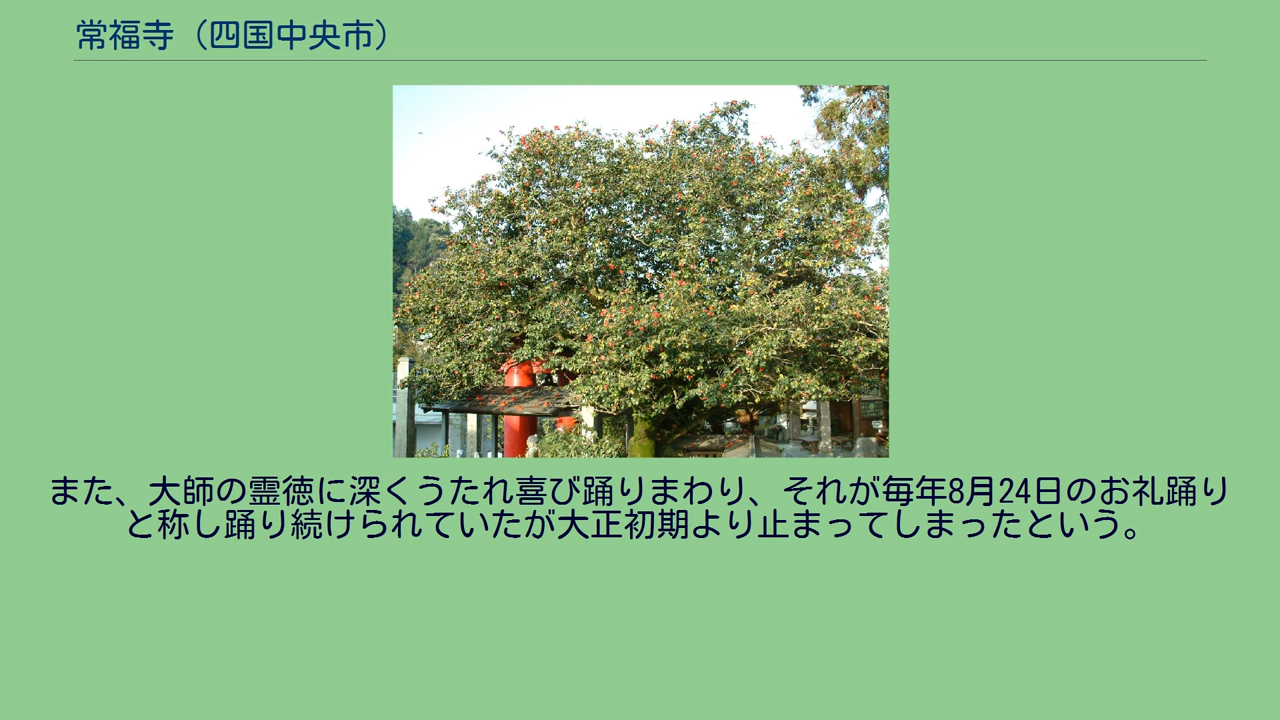 常福寺（四国中央市）
また、大師の霊徳に深くうたれ喜び踊りまわり、それが毎年8月24日のお礼踊り
と称し踊り続けられていたが大正初期より止まってしまったという。